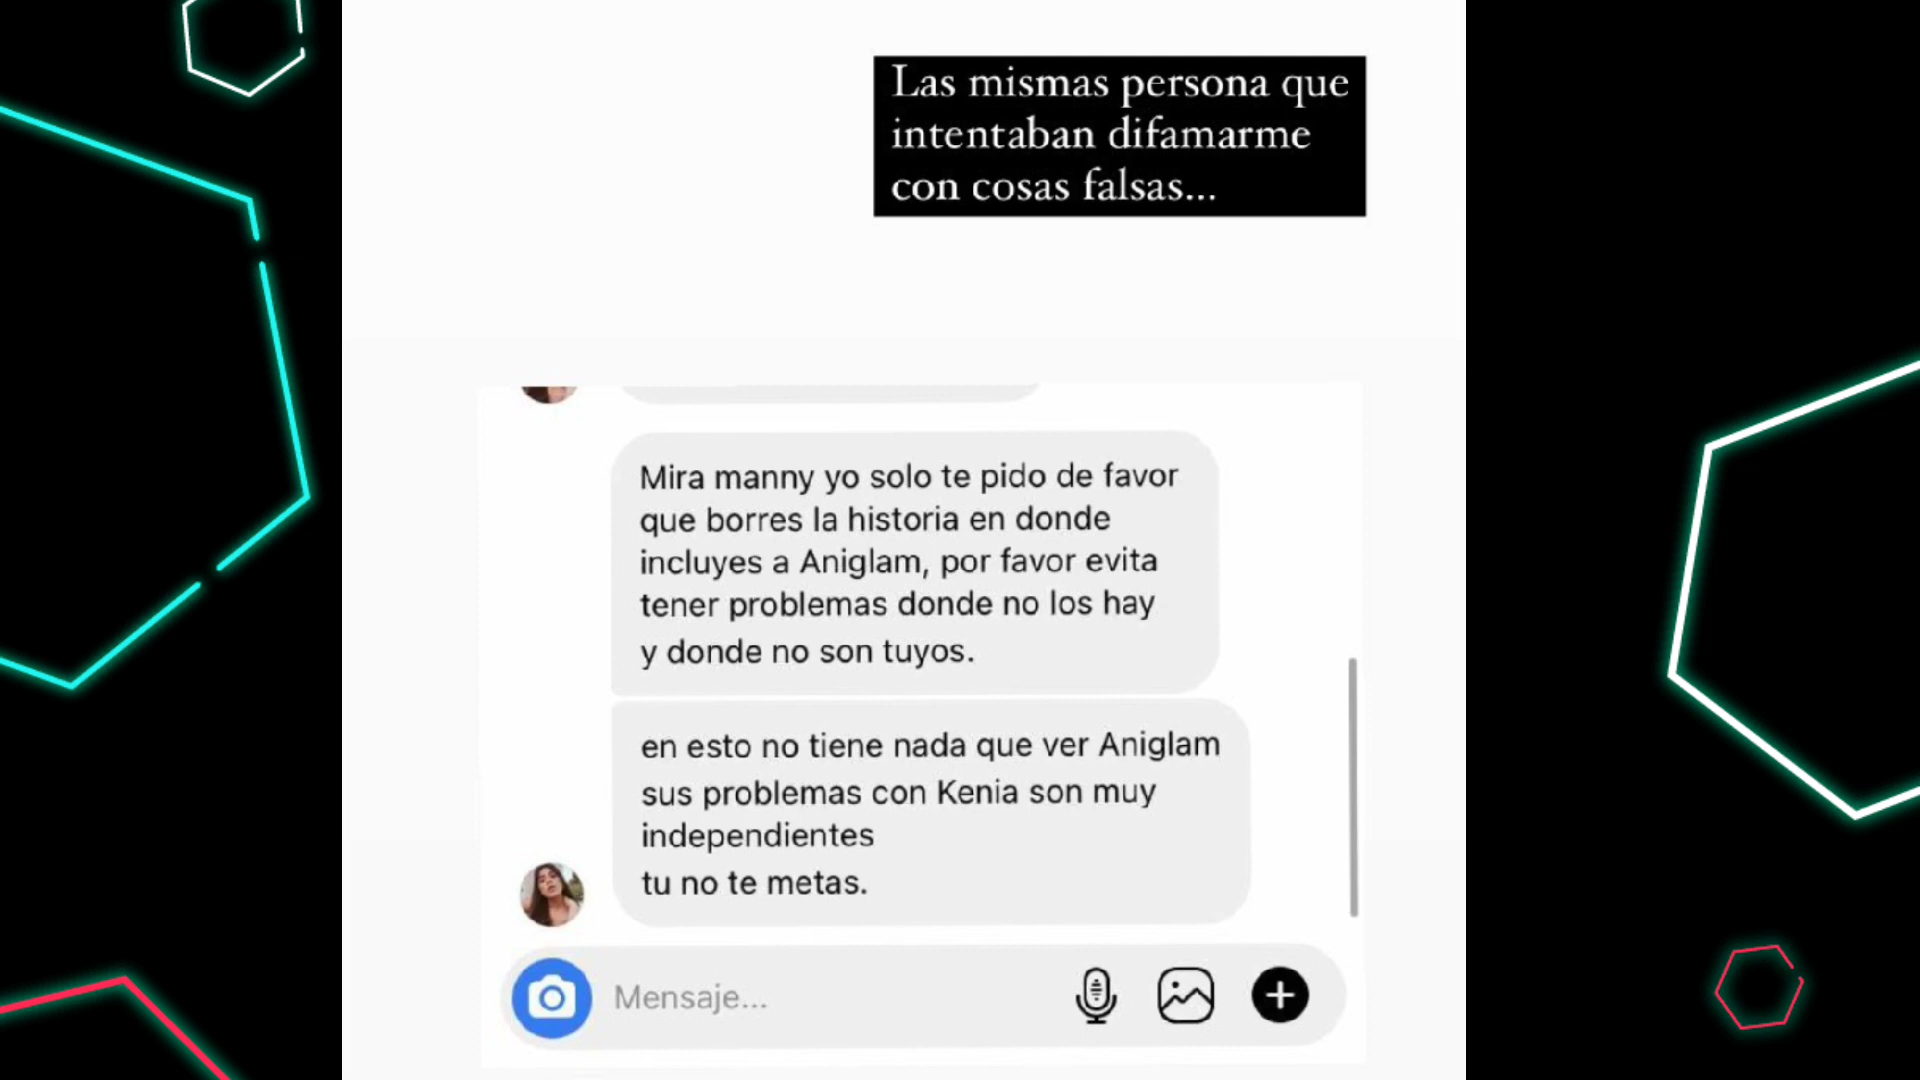 Las mismas persona que
intentaban difamarme
con cosas falsas...
Mira manny yo solo te pido de favor
que borres la historia en donde
incluyes a Aniglam, por favor evita
tener problemas donde no los hay
y donde no son tuyos.
en esto no tiene nada que ver Aniglam
sus problemas con Kenia son muy
independientes
tu no te metas.
Mensaje...